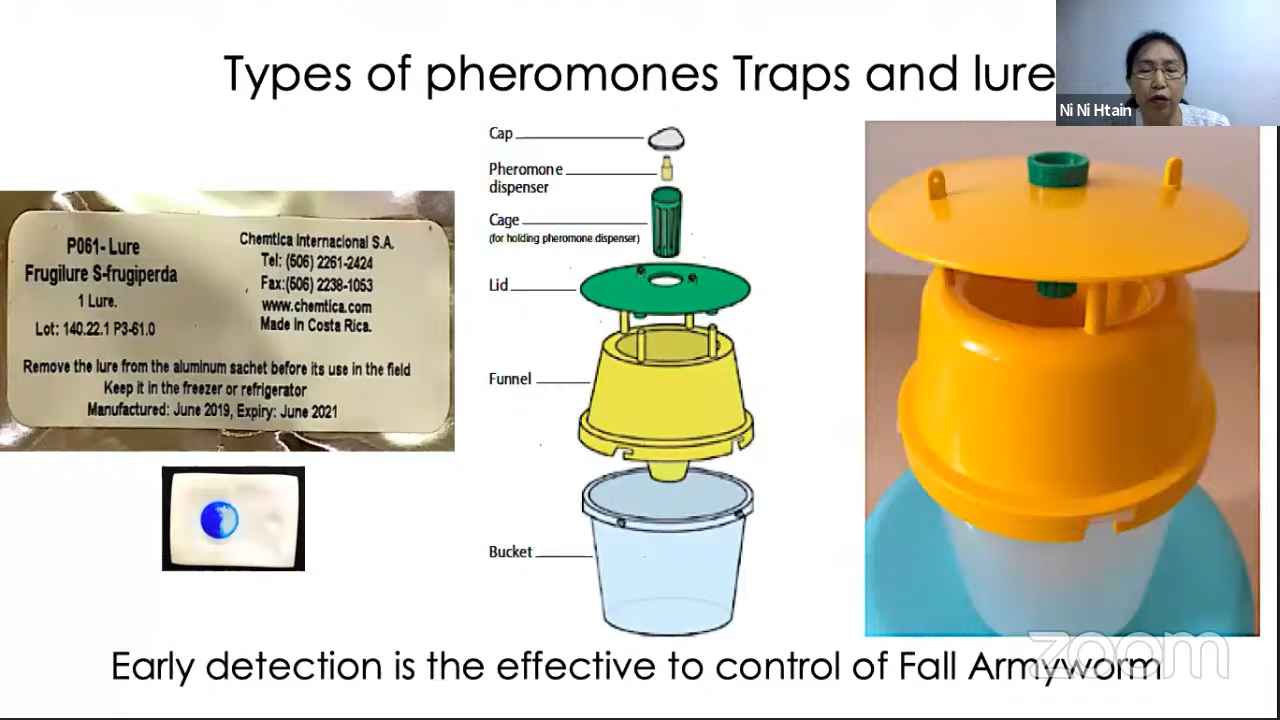 Types of pheromones Traps and lure
Ni Ni Htain
P061- Lure
Frugilure S-frugiperda
1 Lure.
Lot: 140.22.1 P3-61.0
Chemtica Internacional S.A.
Tel: (506) 2261-2424
Fax:(506) 2238-1053
www.chemtica.com
Made in Costa Rica.
Remove the lure from the aluminum sachet before its use in the field
Keep it in the freezer or refrigerator
Manufactured: June 2019, Expiry: June 2021
Cap
Pheromone
dispenser
Cage
(for holding pheromone dispenser)
Lid
Funnel
Bucket
Early detection is the effective to control of Fall Armyworm
zoom